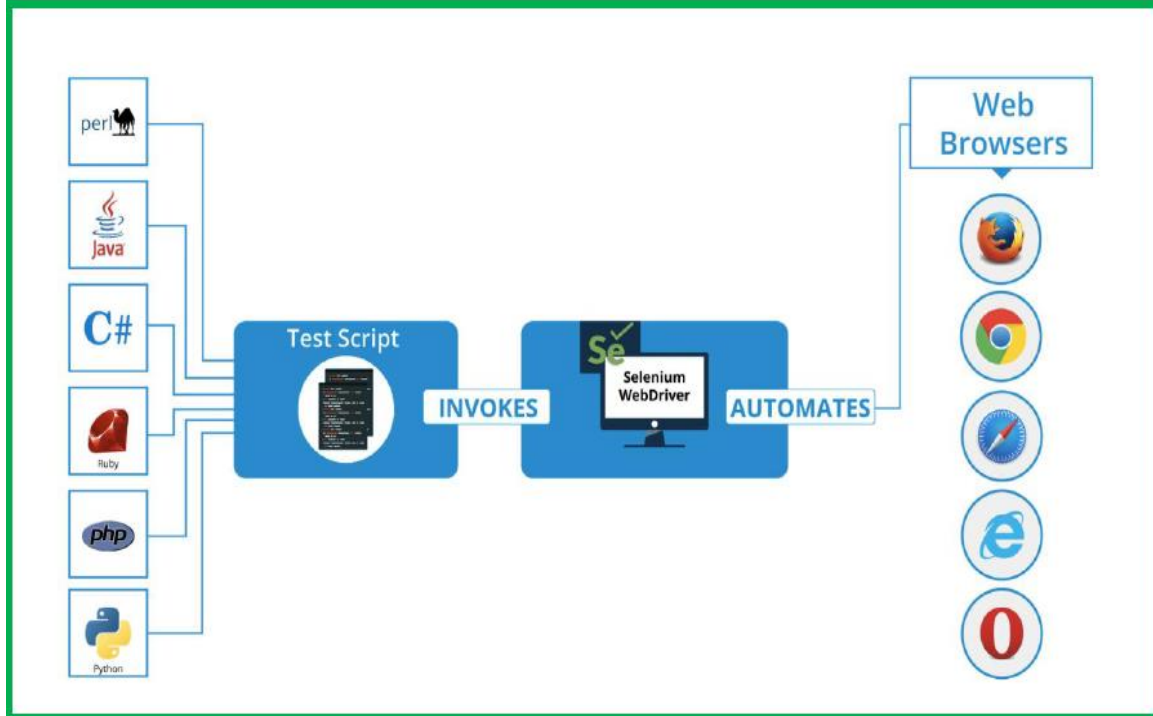 perl
Java
C#
Ruby
php
Python
Test Script
INVOKES
Se
Selenium
WebDriver
AUTOMATES
Web
Browsers